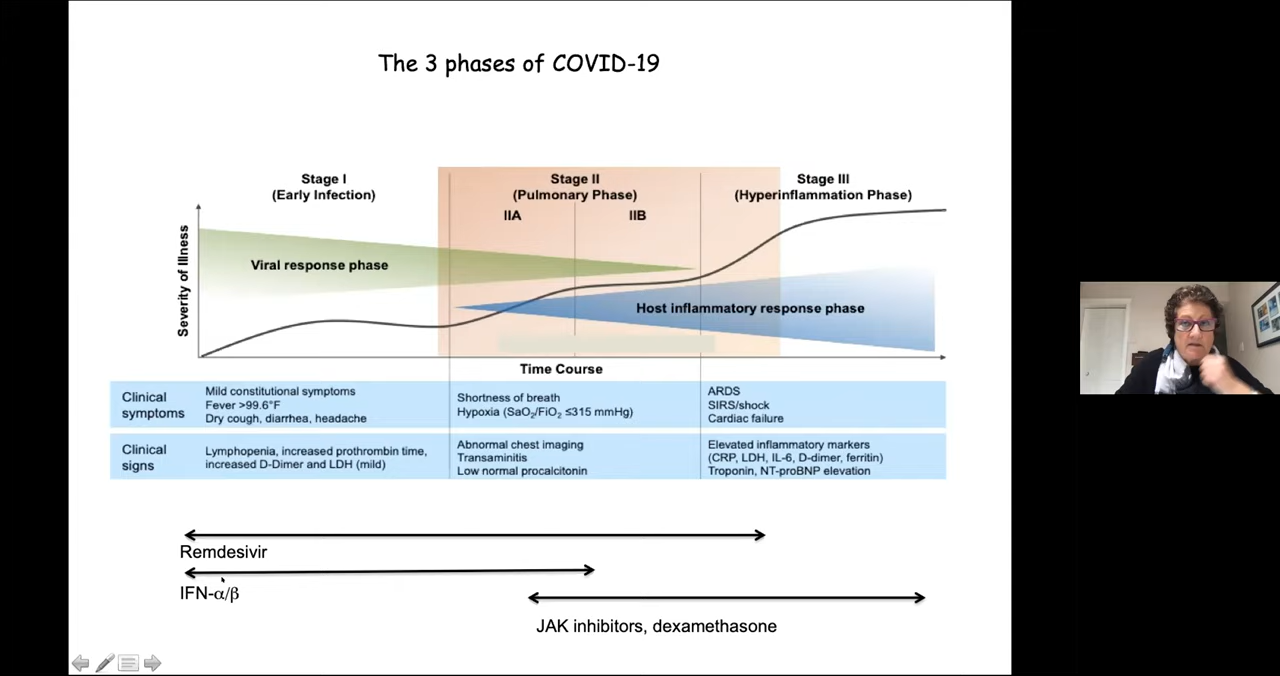 The 3 phases of COVID-19
Stage I
(Early Infection)
Stage II
(Pulmonary Phase)
IIA
IIB
Stage III
(Hyperinflammation Phase)
Severity of Illness
Viral response phase
Host inflammatory response phase
Time Course
Clinical
symptoms
Mild constitutional symptoms
Fever >99.6°F
Dry cough, diarrhea, headache
Shortness of breath
Hypoxia (SaO₂/FiO₂ ≤315 mmHg)
ARDS
SIRS/shock
Cardiac failure
Clinical
signs
Lymphopenia, increased prothrombin time,
increased D-Dimer and LDH (mild)
Abnormal chest imaging
Transaminitis
Low normal procalcitonin
Elevated inflammatory markers
(CRP, LDH, IL-6, D-dimer, ferritin)
Troponin, NT-proBNP elevation
Remdesivir
IFN-α/β
JAK inhibitors, dexamethasone